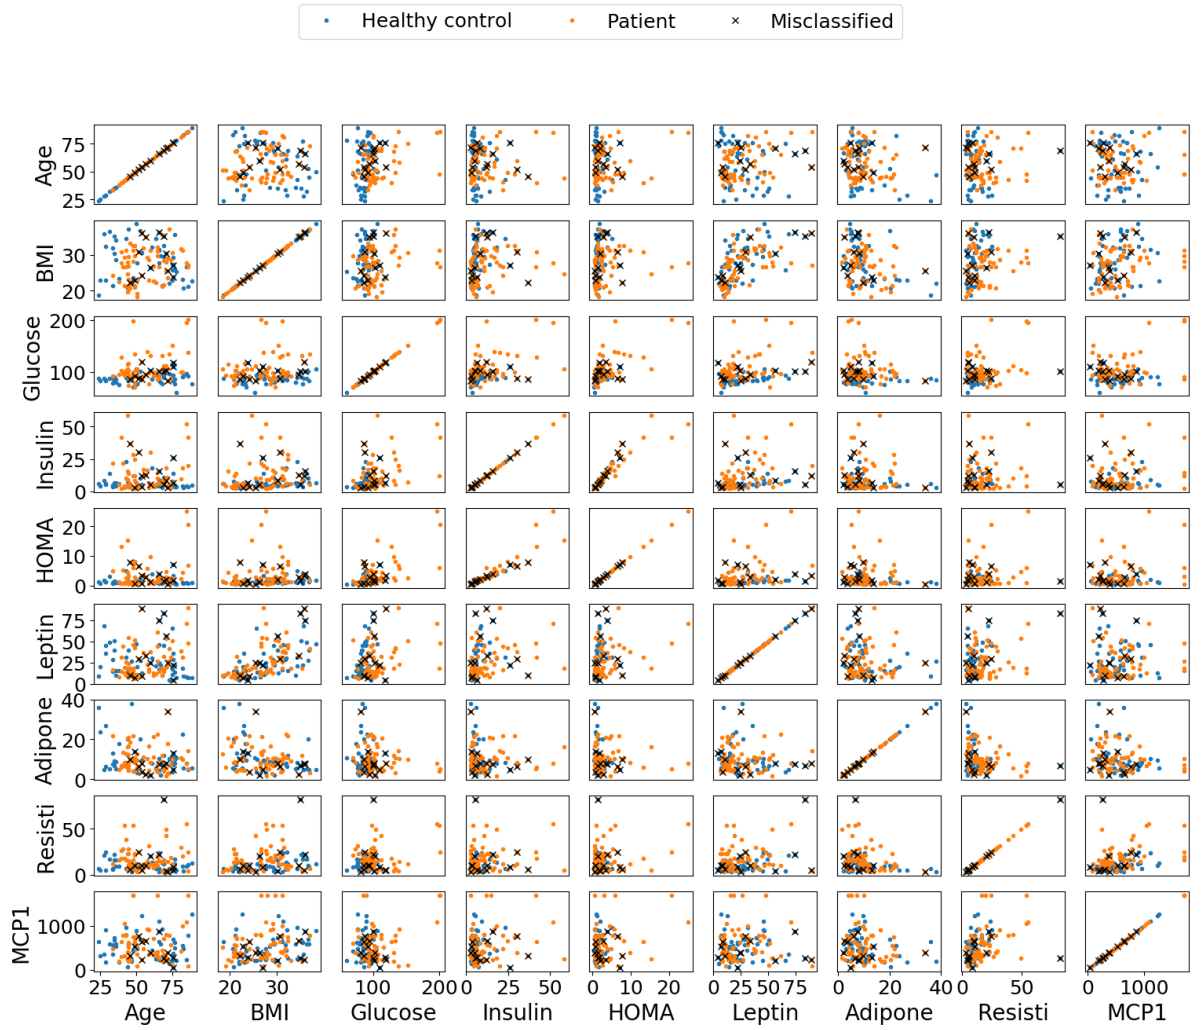 Healthy control Patient Misclassified
Age
75
50
25
BMI
30
20
Glucose
200
100
Insulin
50
25
0
HOMA
20
10
0
Leptin
75
50
25
0
Adipone
40
20
0
Resisti
50
0
MCP1
1000
0
25 50 75 20 30 100 200 0 25 50 0 10 20 0 25 50 75 0 20 40 50 0 1000
Age BMI Glucose Insulin HOMA Leptin Adipone Resisti MCP1